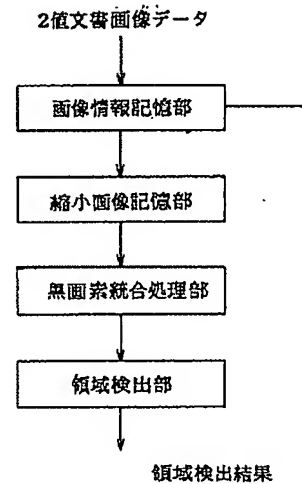 2値文書画像データ
画像情報記憶部
縮小画像記憶部
黒画素統合処理部
領域検出部
領域検出結果